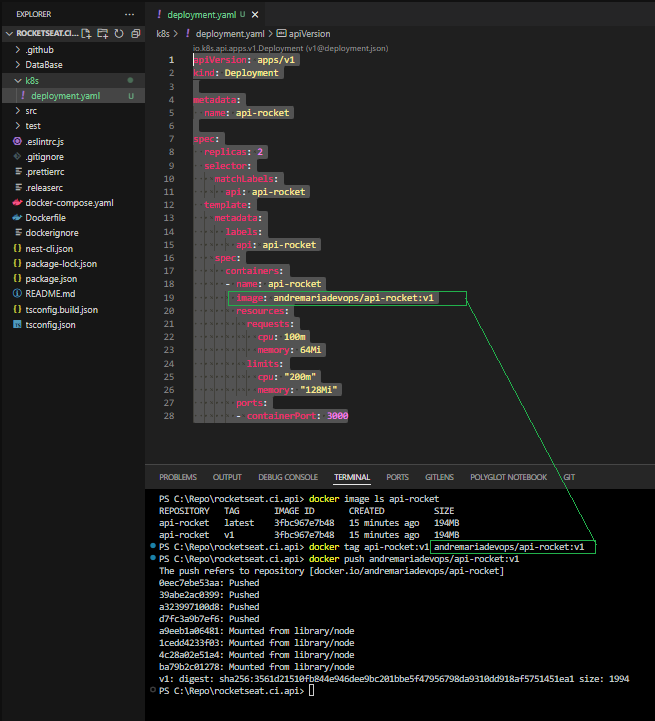 EXPLORER
···
ROCKETSEAT.CI....
.github
DataBase
k8s
deployment.yaml U
src
test
.eslintrc.js
.gitignore
.prettierrc
.releaserc
docker-compose.yaml
Dockerfile
dockerignore
nest-cli.json
package-lock.json
package.json
README.md
tsconfig.build.json
tsconfig.json
! deployment.yaml U ×
k8s > ! deployment.yaml > apiVersion
io.k8s.api.apps.v1.Deployment (v1@deployment.json)
1 apiVersion: apps/v1
2 kind: Deployment
3
4 metadata:
5   name: api-rocket
6
7 spec:
8   replicas: 2
9   selector:
10     matchLabels:
11       api: api-rocket
12   template:
13     metadata:
14       labels:
15         api: api-rocket
16     spec:
17       containers:
18       - name: api-rocket
19         image: andremariadevops/api-rocket:v1
20         resources:
21           requests:
22             cpu: 100m
23             memory: 64Mi
24           limits:
25             cpu: "200m"
26             memory: "128Mi"
27         ports:
28         - containerPort: 3000
PROBLEMS OUTPUT DEBUG CONSOLE TERMINAL PORTS GITLENS POLYGLOT NOTEBOOK GIT
PS C:\Repo\rocketseat.ci.api> docker image ls api-rocket
REPOSITORY   TAG       IMAGE ID       CREATED          SIZE
api-rocket   latest    3fbc967e7b48   15 minutes ago   194MB
api-rocket   v1        3fbc967e7b48   15 minutes ago   194MB
PS C:\Repo\rocketseat.ci.api> docker tag api-rocket:v1 andremariadevops/api-rocket:v1
PS C:\Repo\rocketseat.ci.api> docker push andremariadevops/api-rocket:v1
The push refers to repository [docker.io/andremariadevops/api-rocket]
0eec7ebe53aa: Pushed
39abe2ac0399: Pushed
a323997100d8: Pushed
d7fc3a9b7ef6: Pushed
a9eeb1a06481: Mounted from library/node
1cedd4233f03: Mounted from library/node
4c28a02e51a4: Mounted from library/node
ba79b2c01278: Mounted from library/node
v1: digest: sha256:3561d21510fb844e946dee9bc201bbe5f47956798da9310dd918af5751451ea1 size: 1994
PS C:\Repo\rocketseat.ci.api>